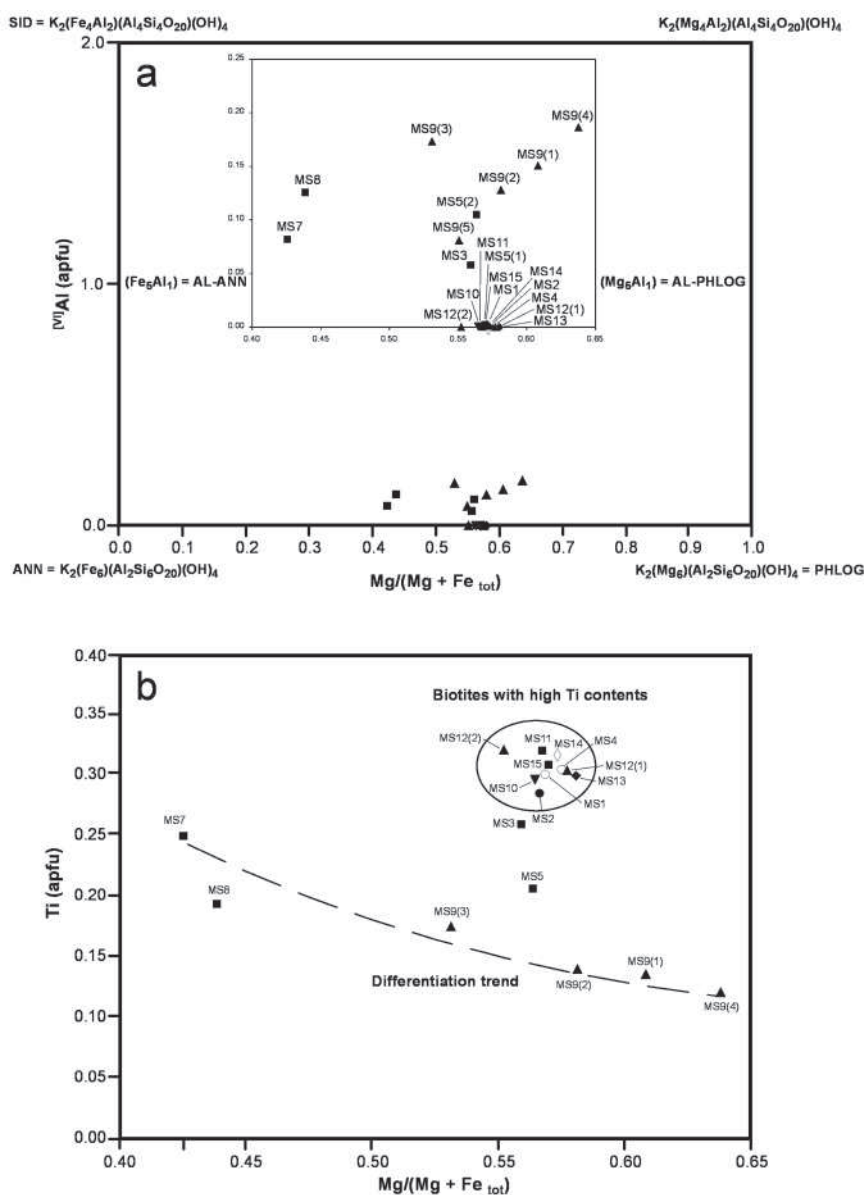 SID = K2(Fe4Al2)(Al4Si4O20)(OH)4
K2(Mg4Al2)(Al4Si4O20)(OH)4
2.0
a
0.25
MS9(4)
MS9(3)
0.20
MS9(1)
0.15
MS8
MS9(2)
MS5(2)
0.10
MS7
MS9(5)
MS11
MS5(1)
MS3
MS15
MS14
0.05
MS10
MS1
MS2
MS4
MS12(2)
MS12(1)
MS13
0.00
0.40
0.45
0.50
0.55
0.60
0.65
[VI]Al (apfu)
1.0
(Fe5Al1) = AL-ANN
(Mg5Al1) = AL-PHLOG
0.0
0.0
0.1
0.2
0.3
0.4
0.5
0.6
0.7
0.8
0.9
1.0
ANN = K2(Fe6)(Al2Si6O20)(OH)4
Mg/(Mg + Fe tot)
K2(Mg6)(Al2Si6O20)(OH)4 = PHLOG
0.40
b
Biotites with high Ti contents
0.35
MS12(2)
MS11
MS14
MS4
MS15
MS12(1)
MS13
0.30
MS10
MS1
MS2
MS3
MS7
0.25
MS5
MS8
0.20
MS9(3)
0.15
MS9(1)
Differentiation trend
MS9(2)
MS9(4)
0.10
0.05
0.00
Ti (apfu)
0.40
0.45
0.50
0.55
0.60
0.65
Mg/(Mg + Fe tot)